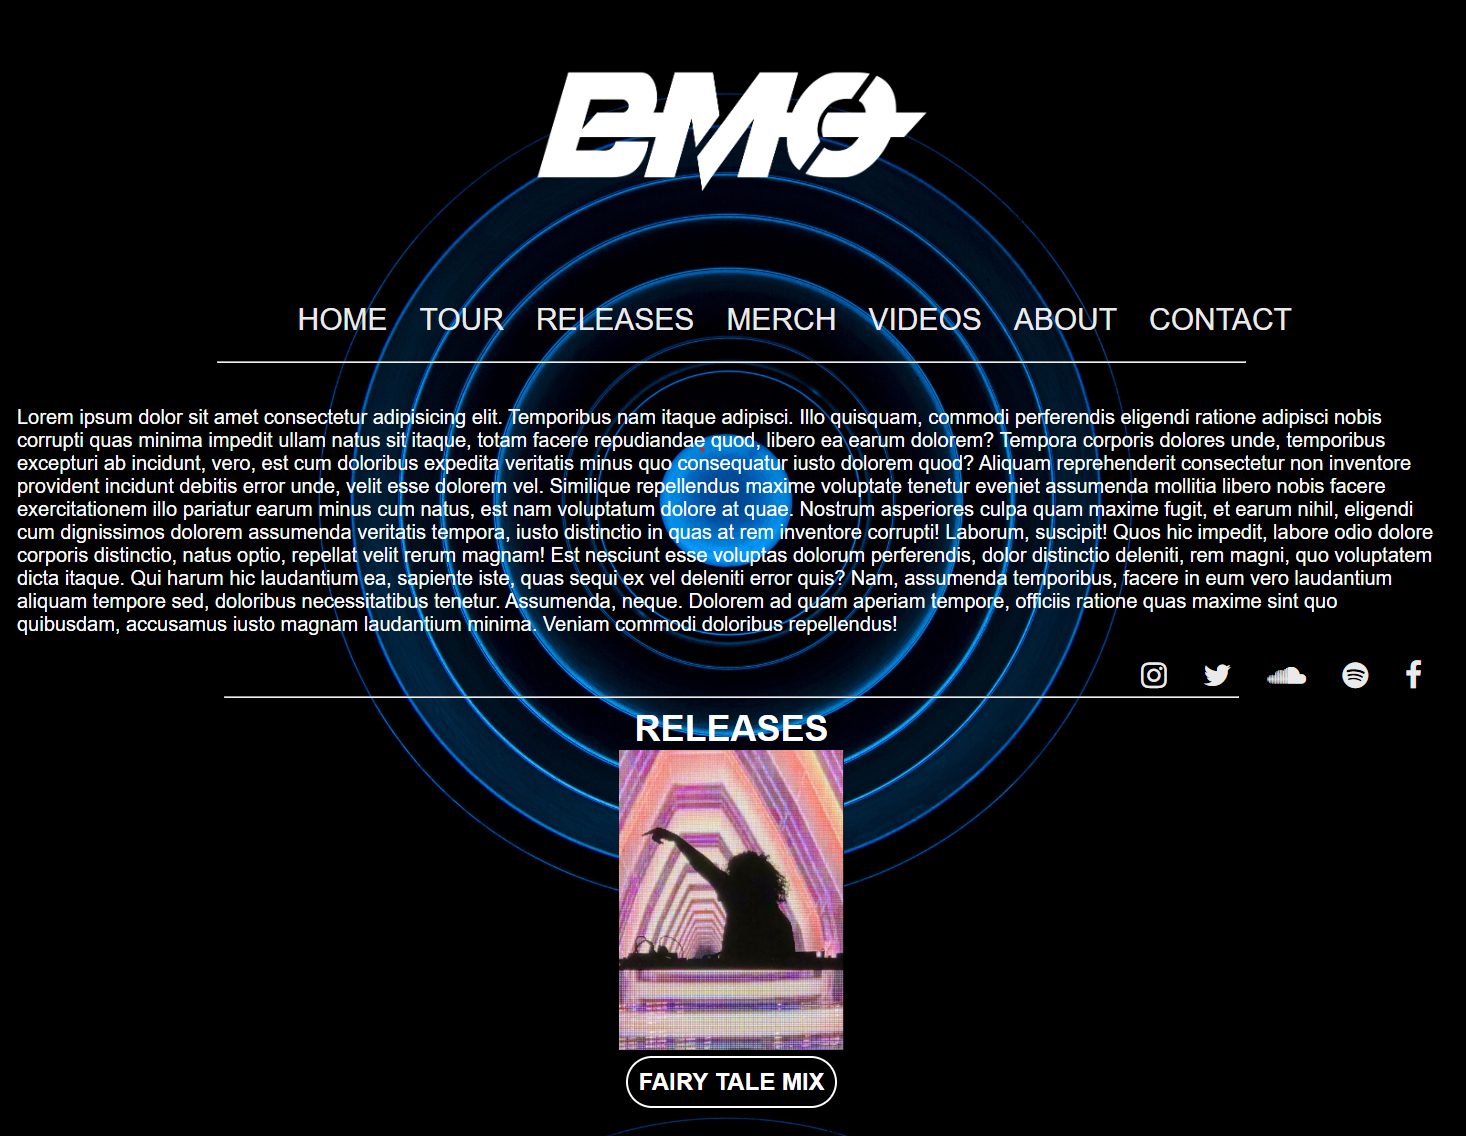 BMO
HOME TOUR RELEASES MERCH VIDEOS ABOUT CONTACT
Lorem ipsum dolor sit amet consectetur adipisicing elit. Temporibus nam itaque adipisci. Illo quisquam, commodi perferendis eligendi ratione adipisci nobis
corrupti quas minima impedit ullam natus sit itaque, totam facere repudiandae quod, libero ea earum dolorem? Tempora corporis dolores unde, temporibus
excepturi ab incidunt, vero, est cum doloribus expedita veritatis minus quo consequatur iusto dolorem quod? Aliquam reprehenderit consectetur non inventore
provident incidunt debitis error unde, velit esse dolorem vel. Similique repellendus maxime voluptate tenetur eveniet assumenda mollitia libero nobis facere
exercitationem illo pariatur earum minus cum natus, est nam voluptatum dolore at quae. Nostrum asperiores culpa quam maxime fugit, et earum nihil, eligendi
cum dignissimos dolorem assumenda veritatis tempora, iusto distinctio in quas at rem inventore corrupti! Laborum, suscipit! Quos hic impedit, labore odio dolore
corporis distinctio, natus optio, repellat velit rerum magnam! Est nesciunt esse voluptas dolorum perferendis, dolor distinctio deleniti, rem magni, quo voluptatem
dicta itaque. Qui harum hic laudantium ea, sapiente iste, quas sequi ex vel deleniti error quis? Nam, assumenda temporibus, facere in eum vero laudantium
aliquam tempore sed, doloribus necessitatibus tenetur. Assumenda, neque. Dolorem ad quam aperiam tempore, officiis ratione quas maxime sint quo
quibusdam, accusamus iusto magnam laudantium minima. Veniam commodi doloribus repellendus!
RELEASES
FAIRY TALE MIX